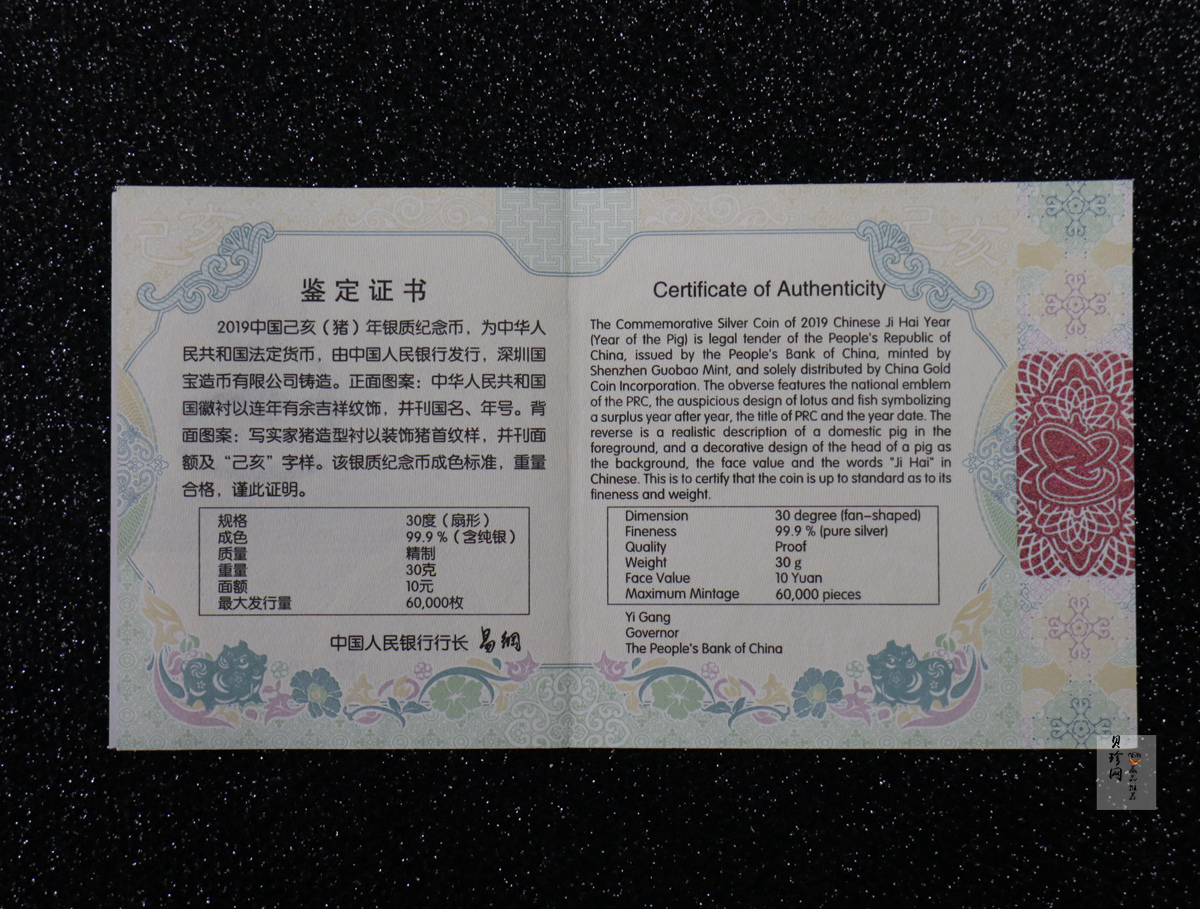 己亥
己亥
鉴定证书
2019中国己亥（猪）年银质纪念币，为中华人
民共和国法定货币，由中国人民银行发行，深圳国
宝造币有限公司铸造。正面图案：中华人民共和国
国徽衬以连年有余吉祥纹饰，并刊国名、年号。背
面图案：写实家猪造型衬以装饰猪首纹样，并刊面
额及“己亥”字样。该银质纪念币成色标准，重量
合格，谨此证明。
规格 30度（扇形）
成色 99.9％（含纯银）
质量 精制
重量 30克
面额 10元
最大发行量 60,000枚
中国人民银行行长 易纲
Certificate of Authenticity
The Commemorative Silver Coin of 2019 Chinese Ji Hai Year
(Year of the Pig) is legal tender of the People's Republic of
China, issued by the People's Bank of China, minted by
Shenzhen Guobao Mint, and solely distributed by China Gold
Coin Incorporation. The obverse features the national emblem
of the PRC, the auspicious design of lotus and fish symbolizing
a surplus year after year, the title of PRC and the year date. The
reverse is a realistic description of a domestic pig in the
foreground, and a decorative design of the head of a pig as
the background, the face value and the words "Ji Hai" in
Chinese. This is to certify that the coin is up to standard as to its
fineness and weight.
Dimension 30 degree (fan-shaped)
Fineness 99.9 % (pure silver)
Quality Proof
Weight 30 g
Face Value 10 Yuan
Maximum Mintage 60,000 pieces
Yi Gang
Governor
The People's Bank of China
贝珍网